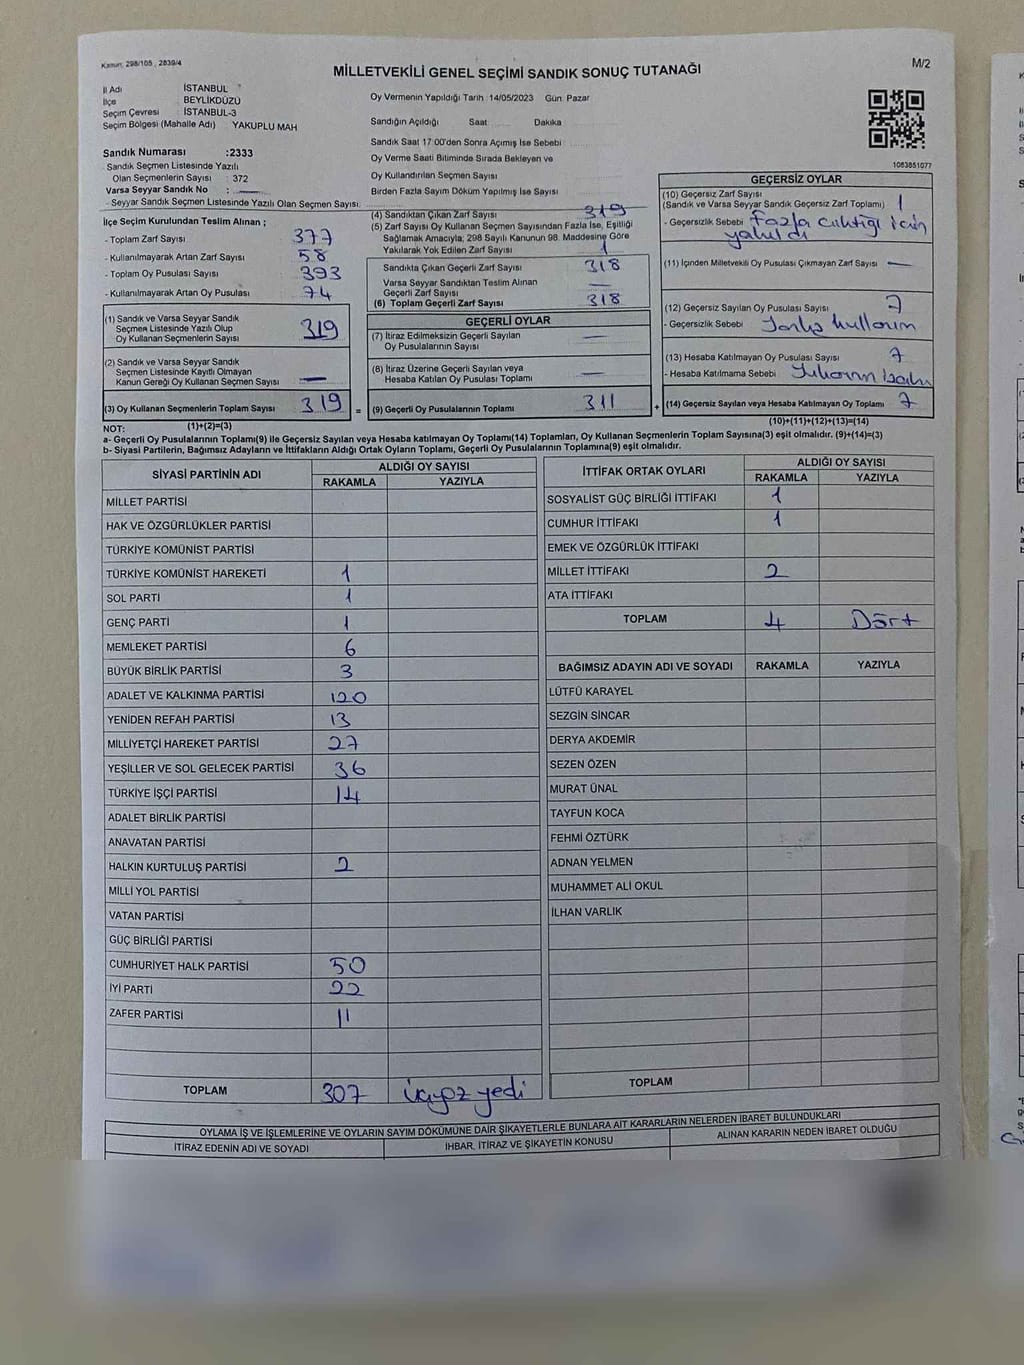 Kanun: 298/105, 2839/4
MİLLETVEKİLİ GENEL SEÇİMİ SANDIK SONUÇ TUTANAĞI
M/2
İl Adı İSTANBUL
İlçe BEYLİKDÜZÜ
Seçim Çevresi İSTANBUL-3
Seçim Bölgesi (Mahalle Adı) YAKUPLU MAH
Oy Vermenin Yapıldığı Tarih :14/05/2023 Gün: Pazar
Sandığın Açıldığı Saat Dakika
Sandık Saat 17:00'den Sonra Açımış İse Sebebi
Oy Verme Saati Bitiminde Sırada Bekleyen ve
Oy Kullandırılan Seçmen Sayısı
Birden Fazla Sayım Döküm Yapılmış İse Sayısı
1083851077
Sandık Numarası :2333
Sandık Seçmen Listesinde Yazılı
Olan Seçmenlerin Sayısı : 372
Varsa Seyyar Sandık No : —
- Seyyar Sandık Seçmen Listesinde Yazılı Olan Seçmen Sayısı:
İlçe Seçim Kurulundan Teslim Alınan ;
- Toplam Zarf Sayısı 377
- Kullanılmayarak Artan Zarf Sayısı 58
- Toplam Oy Pusulası Sayısı 393
- Kullanılmayarak Artan Oy Pusulası 74
(1) Sandık ve Varsa Seyyar Sandık
Seçmen Listesinde Yazılı Olup
Oy Kullanan Seçmenlerin Sayısı 319
(2) Sandık ve Varsa Seyyar Sandık
Seçmen Listesinde Kayıtlı Olmayan
Kanun Gereği Oy Kullanan Seçmen Sayısı —
(3) Oy Kullanan Seçmenlerin Toplam Sayısı 319 =
(4) Sandıktan Çıkan Zarf Sayısı 319
(5) Zarf Sayısı Oy Kullanan Seçmen Sayısından Fazla İse, Eşitliği
Sağlamak Amacıyla, 298 Sayılı Kanunun 98. Maddesine Göre
Yakılarak Yok Edilen Zarf Sayısı 1
Sandıkta Çıkan Geçerli Zarf Sayısı 318
Varsa Seyyar Sandıktan Teslim Alınan
Geçerli Zarf Sayısı —
(6) Toplam Geçerli Zarf Sayısı 318
GEÇERLİ OYLAR
(7) İtiraz Edilmeksizin Geçerli Sayılan
Oy Pusulalarının Sayısı —
(8) İtiraz Üzerine Geçerli Sayılan veya
Hesaba Katılan Oy Pusulası Toplamı —
(9) Geçerli Oy Pusulalarının Toplamı 311 +
GEÇERSİZ OYLAR
(10) Geçersiz Zarf Sayısı
(Sandık ve Varsa Seyyar Sandık Geçersiz Zarf Toplamı) 1
- Geçersizlik Sebebi Fazla çıktığı için
yakıldı
(11) İçinden Milletvekili Oy Pusulası Çıkmayan Zarf Sayısı —
(12) Geçersiz Sayılan Oy Pusulası Sayısı 7
- Geçersizlik Sebebi
(13) Hesaba Katılmayan Oy Pusulası Sayısı 7
- Hesaba Katılmama Sebebi
(14) Geçersiz Sayılan veya Hesaba Katılmayan Oy Toplamı 7
NOT: (1)+(2)=(3) (10)+(11)+(12)+(13)=(14)
a- Geçerli Oy Pusulalarının Toplamı(9) ile Geçersiz Sayılan veya Hesaba katılmayan Oy Toplamı(14) Toplamları, Oy Kullanan Seçmenlerin Toplam Sayısına(3) eşit olmalıdır. (9)+(14)=(3)
b- Siyasi Partilerin, Bağımsız Adayların ve İttifakların Aldığı Ortak Oyların Toplamı, Geçerli Oy Pusulalarının Toplamına(9) eşit olmalıdır.
SİYASİ PARTİNİN ADI ALDIĞI OY SAYISI
RAKAMLA YAZIYLA
MİLLET PARTİSİ
HAK VE ÖZGÜRLÜKLER PARTİSİ
TÜRKİYE KOMÜNİST PARTİSİ
TÜRKİYE KOMÜNİST HAREKETİ 1
SOL PARTİ 1
GENÇ PARTİ 1
MEMLEKET PARTİSİ 6
BÜYÜK BİRLİK PARTİSİ 3
ADALET VE KALKINMA PARTİSİ 120
YENİDEN REFAH PARTİSİ 13
MİLLİYETÇİ HAREKET PARTİSİ 27
YEŞİLLER VE SOL GELECEK PARTİSİ 36
TÜRKİYE İŞÇİ PARTİSİ 14
ADALET BİRLİK PARTİSİ
ANAVATAN PARTİSİ
HALKIN KURTULUŞ PARTİSİ 2
MİLLİ YOL PARTİSİ
VATAN PARTİSİ
GÜÇ BİRLİĞİ PARTİSİ
CUMHURİYET HALK PARTİSİ 50
İYİ PARTİ 22
ZAFER PARTİSİ 11
TOPLAM 307 üçyüz yedi
İTTİFAK ORTAK OYLARI ALDIĞI OY SAYISI
RAKAMLA YAZIYLA
SOSYALİST GÜÇ BİRLİĞİ İTTİFAKI 1
CUMHUR İTTİFAKI 1
EMEK VE ÖZGÜRLÜK İTTİFAKI
MİLLET İTTİFAKI 2
ATA İTTİFAKI
TOPLAM 4 Dört
BAĞIMSIZ ADAYIN ADI VE SOYADI RAKAMLA YAZIYLA
LÜTFÜ KARAYEL
SEZGİN SİNCAR
DERYA AKDEMİR
SEZEN ÖZEN
MURAT ÜNAL
TAYFUN KOCA
FEHMİ ÖZTÜRK
ADNAN YELMEN
MUHAMMET ALİ OKUL
İLHAN VARLIK
TOPLAM
OYLAMA İŞ VE İŞLEMLERİNE VE OYLARIN SAYIM DÖKÜMÜNE DAİR ŞİKAYETLERLE BUNLARA AİT KARARLARIN NELERDEN İBARET BULUNDUKLARI
İTİRAZ EDENİN ADI VE SOYADI İHBAR, İTİRAZ VE ŞİKAYETİN KONUSU ALINAN KARARIN NEDEN İBARET OLDUĞU